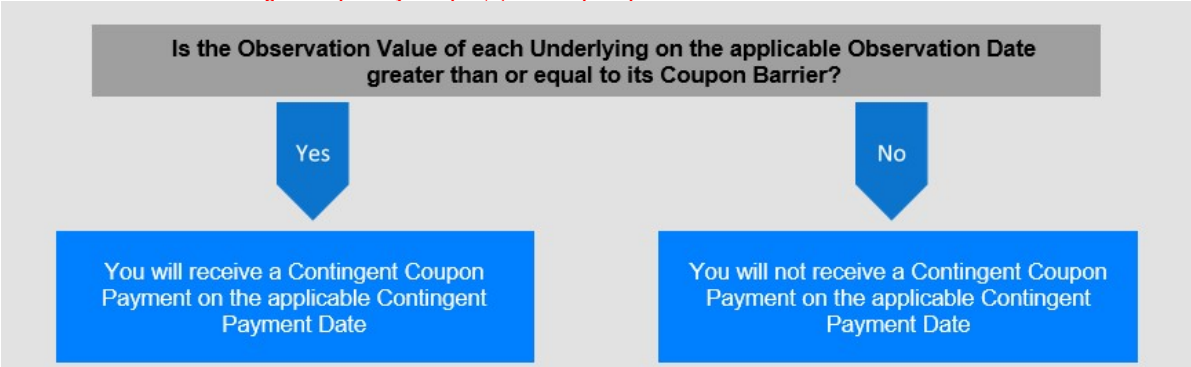 Is the Observation Value of each Underlying on the applicable Observation Date
greater than or equal to its Coupon Barrier?
Yes
No
You will receive a Contingent Coupon
Payment on the applicable Contingent
Payment Date
You will not receive a Contingent Coupon
Payment on the applicable Contingent
Payment Date